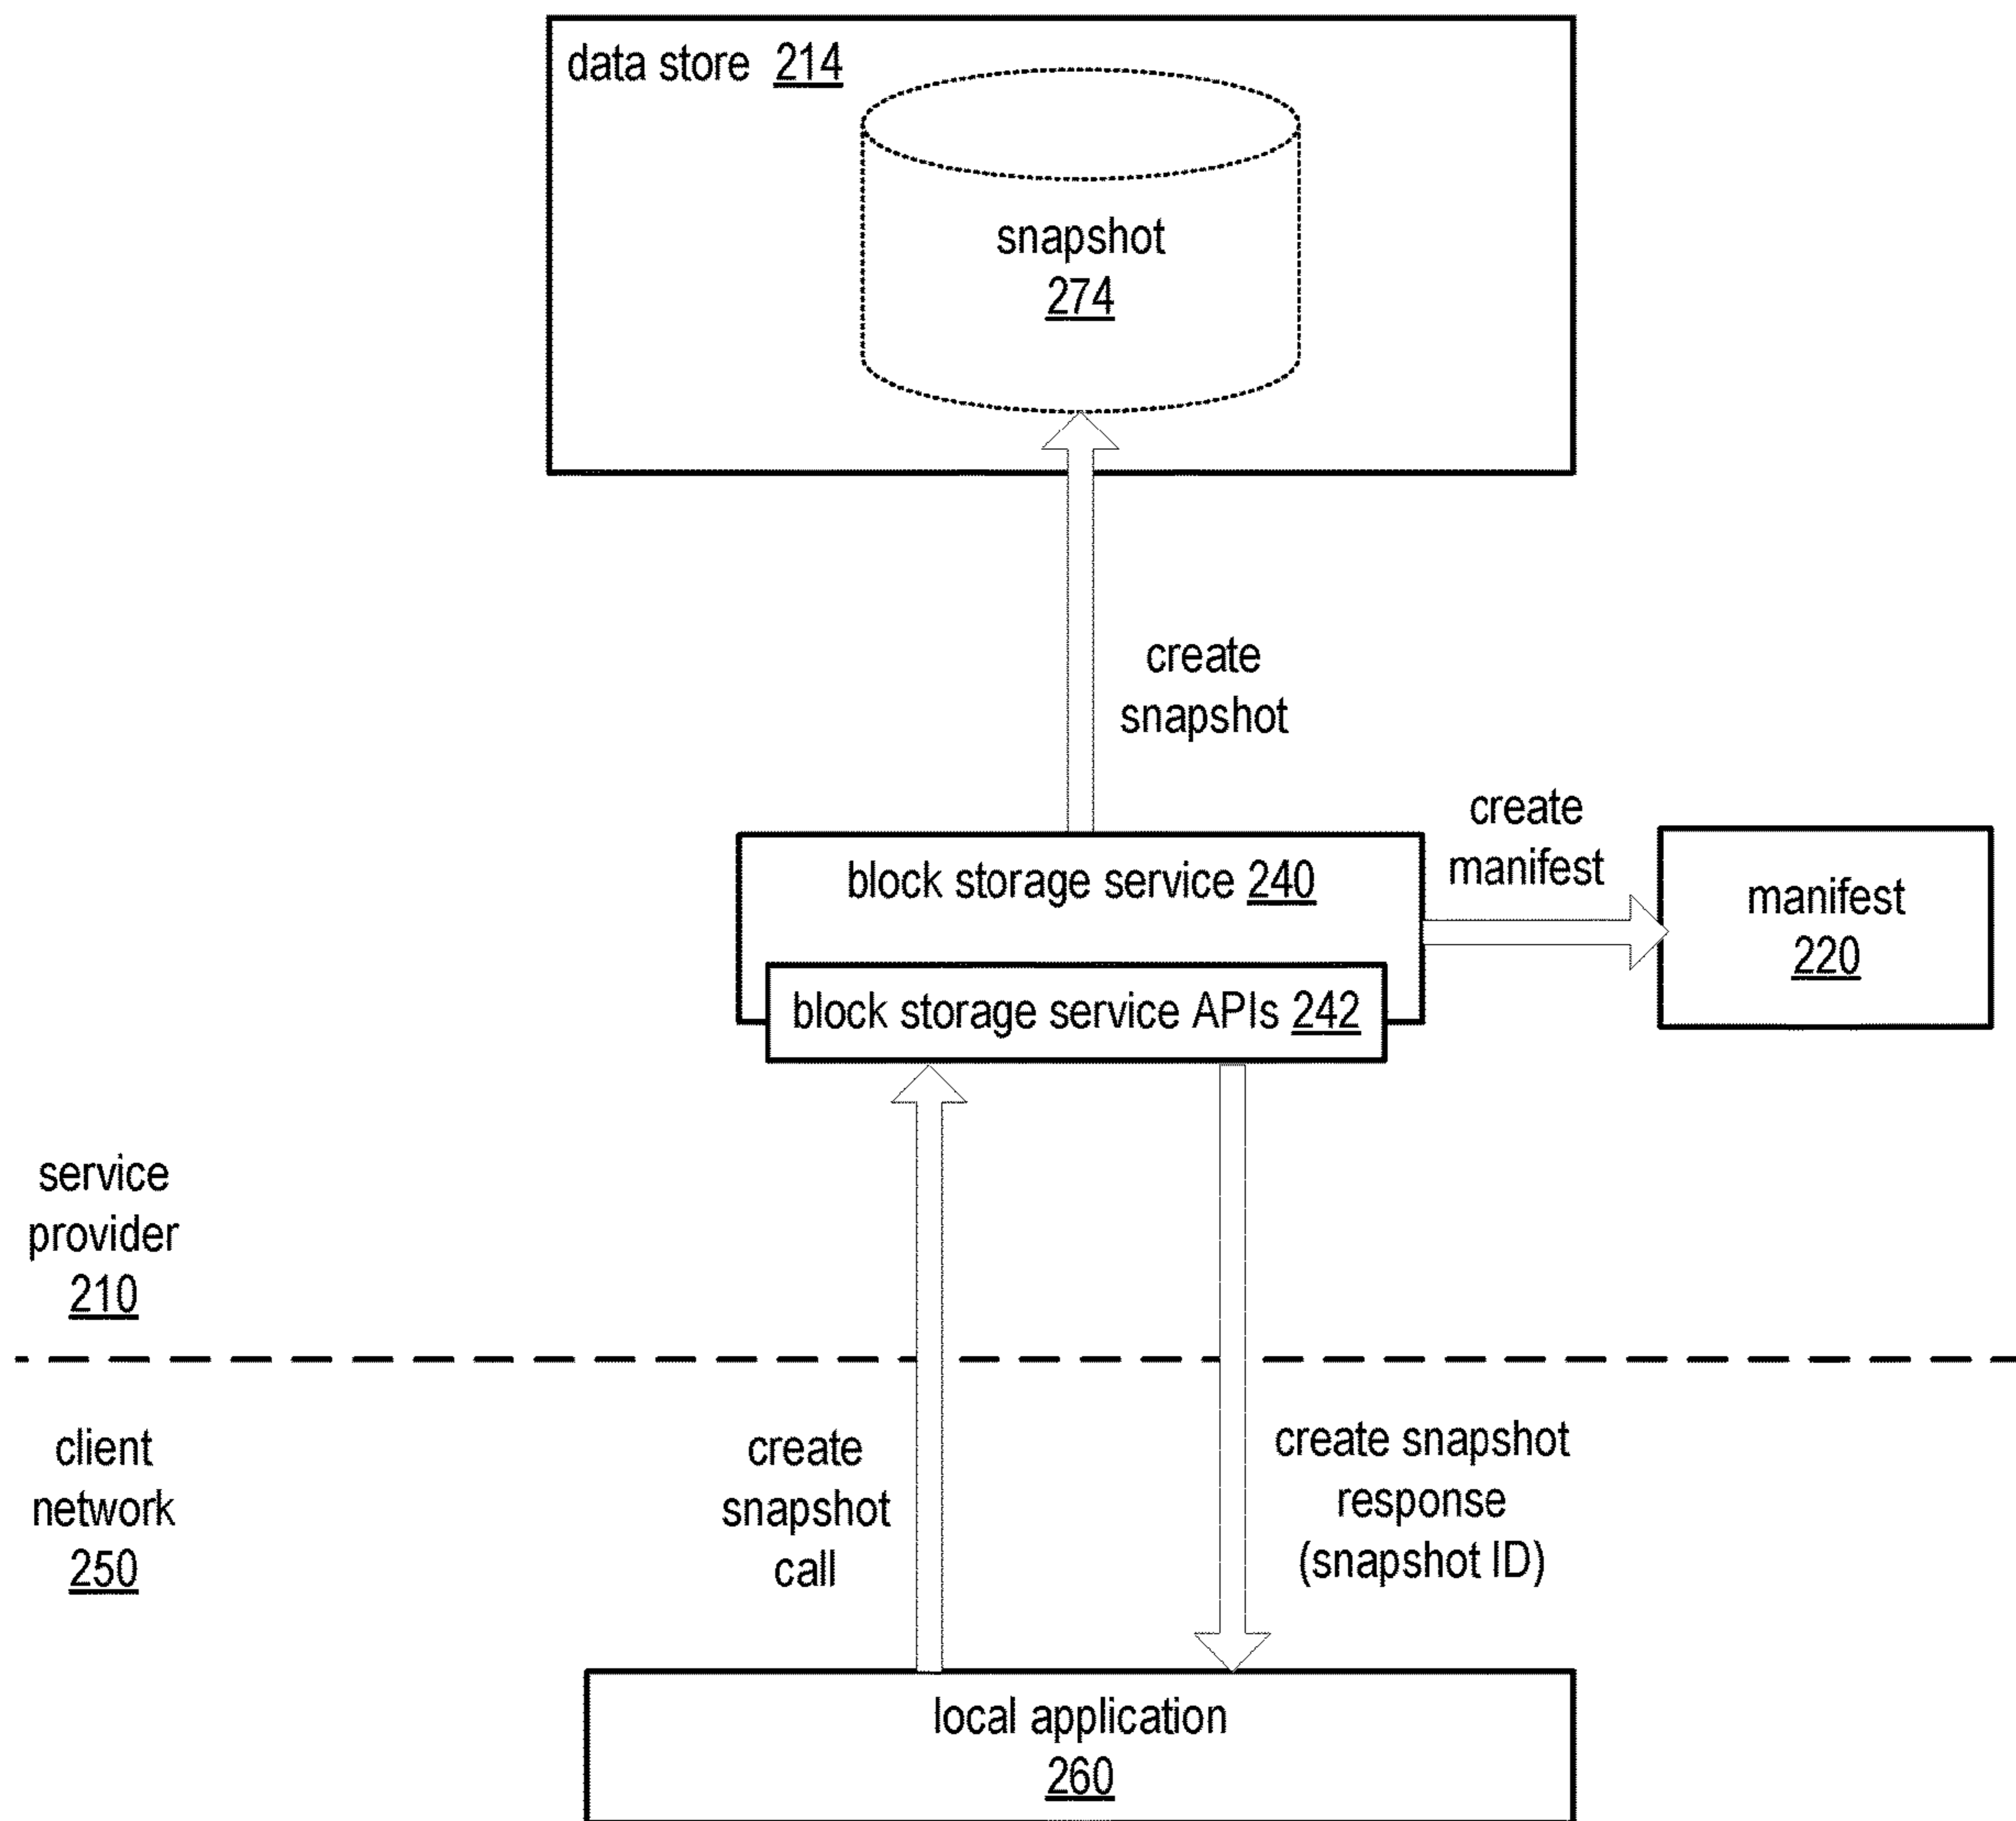 data store 214
snapshot
274
create
snapshot
create
manifest
block storage service 240
manifest
220
block storage service APIs 242
service
provider
210
client
network
250
create
snapshot
call
create snapshot
response
(snapshot ID)
local application
260